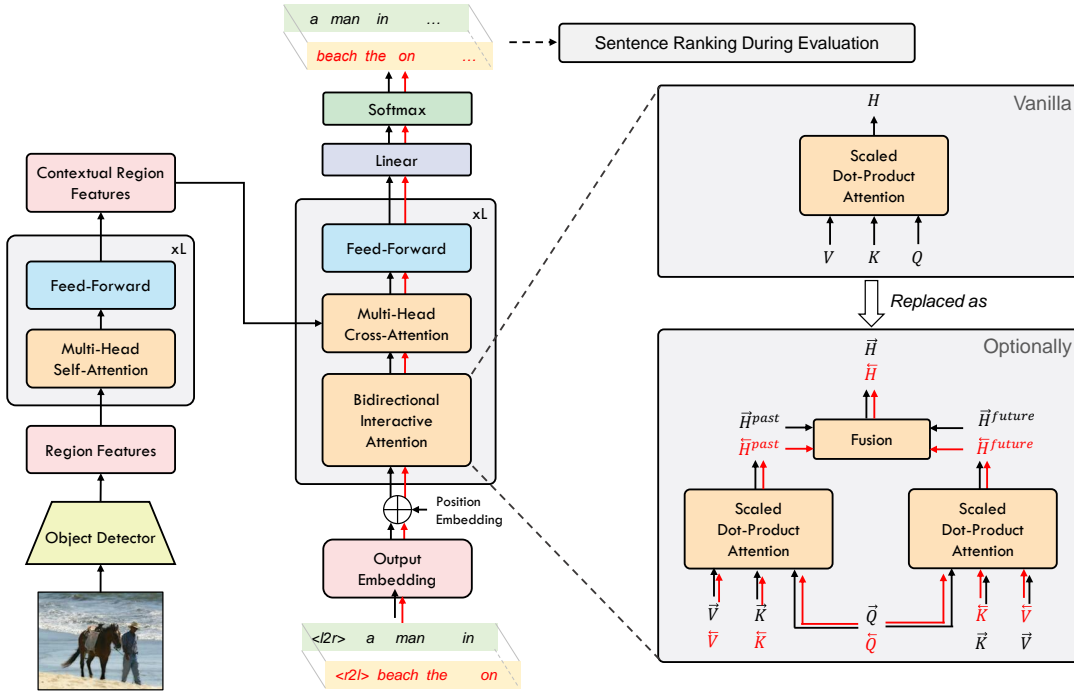 a man in ...
beach the on ...
Sentence Ranking During Evaluation
Softmax
Linear
xL
Feed-Forward
Multi-Head
Cross-Attention
Bidirectional
Interactive
Attention
Position
Embedding
Output
Embedding
<l2r> a man in
<r2l> beach the on
Contextual Region
Features
xL
Feed-Forward
Multi-Head
Self-Attention
Region Features
Object Detector
Vanilla
H
Scaled
Dot-Product
Attention
V K Q
Replaced as
Optionally
H⃗
H⃖
H⃗^past
H⃖^past
Fusion
H⃗^future
H⃖^future
Scaled
Dot-Product
Attention
Scaled
Dot-Product
Attention
V⃗ K⃗ Q⃗ K⃖ V⃖
V⃖ K⃖ Q⃖ K⃗ V⃗